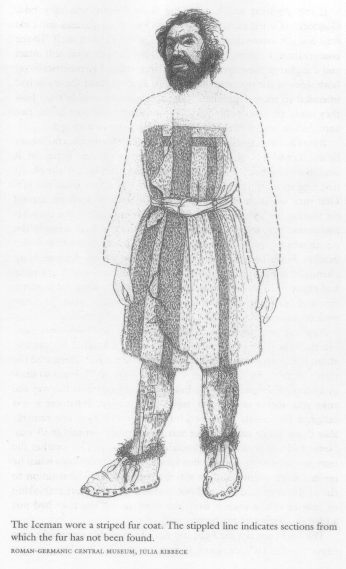 The Iceman wore a striped fur coat. The stippled line indicates sections from
which the fur has not been found.
ROMAN-GERMANIC CENTRAL MUSEUM, JULIA RIBBECK